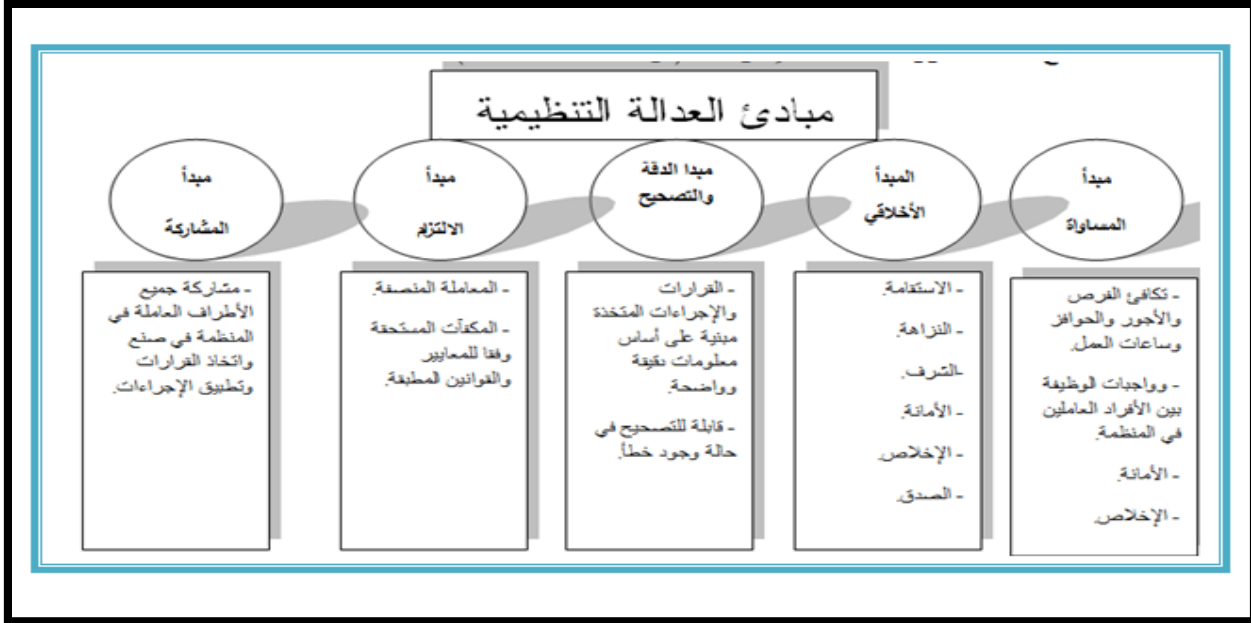 مبادئ العدالة التنظيمية
مبدأ
المساواة
المبدأ
الأخلاقي
مبدا الدقة
والتصحيح
مبدأ
الالتزام
مبدأ
المشاركة
- تكافئ الفرص
والأجور والحوافز
وساعات العمل.
- وواجبات الوظيفة
بين الأفراد العاملين
في المنظمة.
- الأمانة.
- الإخلاص.
- الاستقامة.
- النزاهة.
-الشرف.
- الأمانة.
- الإخلاص.
- الصدق.
- القرارات
والإجراءات المتخذة
مبنية على أساس
معلومات دقيقة
وواضحة.
- قابلة للتصحيح في
حالة وجود خطأ.
- المعاملة المنصفة.
- المكفآت المستحقة
وفقا للمعايير
والقوانين المطبقة.
- مشاركة جميع
الأطراف العاملة في
المنظمة في صنع
واتخاذ القرارات
وتطبيق الإجراءات.